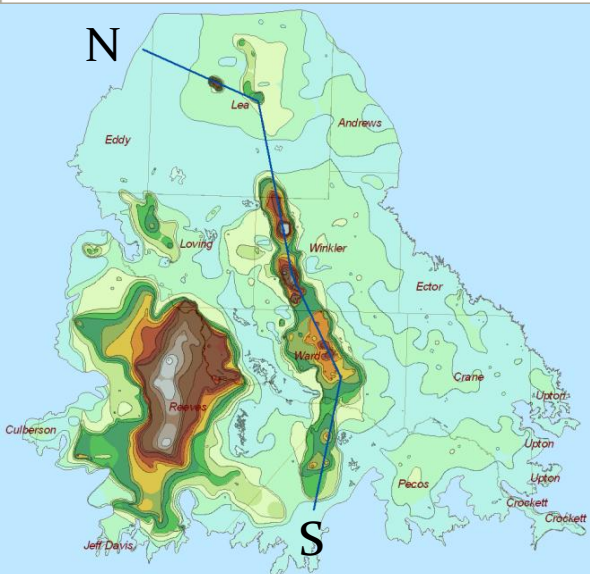 N
Lea
Andrews
Eddy
Loving
Winkler
Ector
Ward
Crane
Upton
Reeves
Culberson
Upton
Pecos
Upton
Crockett
Crockett
S
Jeff Davis